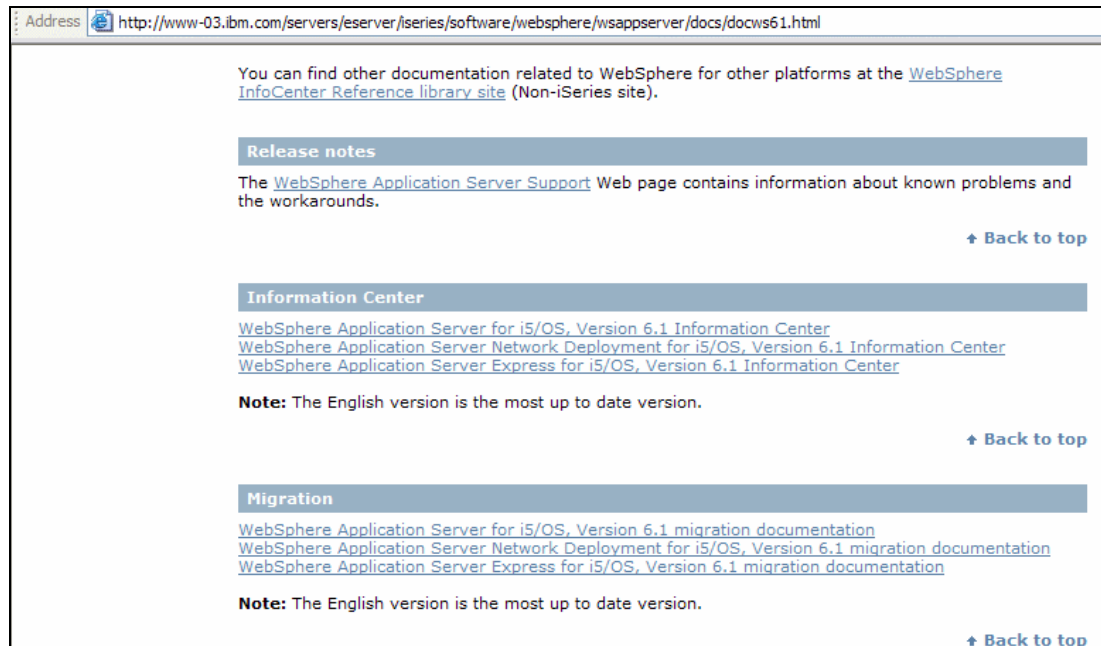 Address http://www-03.ibm.com/servers/eserver/iseries/software/websphere/wsappserver/docs/docws61.html
You can find other documentation related to WebSphere for other platforms at the WebSphere
InfoCenter Reference library site (Non-iSeries site).
Release notes
The WebSphere Application Server Support Web page contains information about known problems and
the workarounds.
Back to top
Information Center
WebSphere Application Server for i5/OS, Version 6.1 Information Center
WebSphere Application Server Network Deployment for i5/OS, Version 6.1 Information Center
WebSphere Application Server Express for i5/OS, Version 6.1 Information Center
Note: The English version is the most up to date version.
Back to top
Migration
WebSphere Application Server for i5/OS, Version 6.1 migration documentation
WebSphere Application Server Network Deployment for i5/OS, Version 6.1 migration documentation
WebSphere Application Server Express for i5/OS, Version 6.1 migration documentation
Note: The English version is the most up to date version.
Back to top